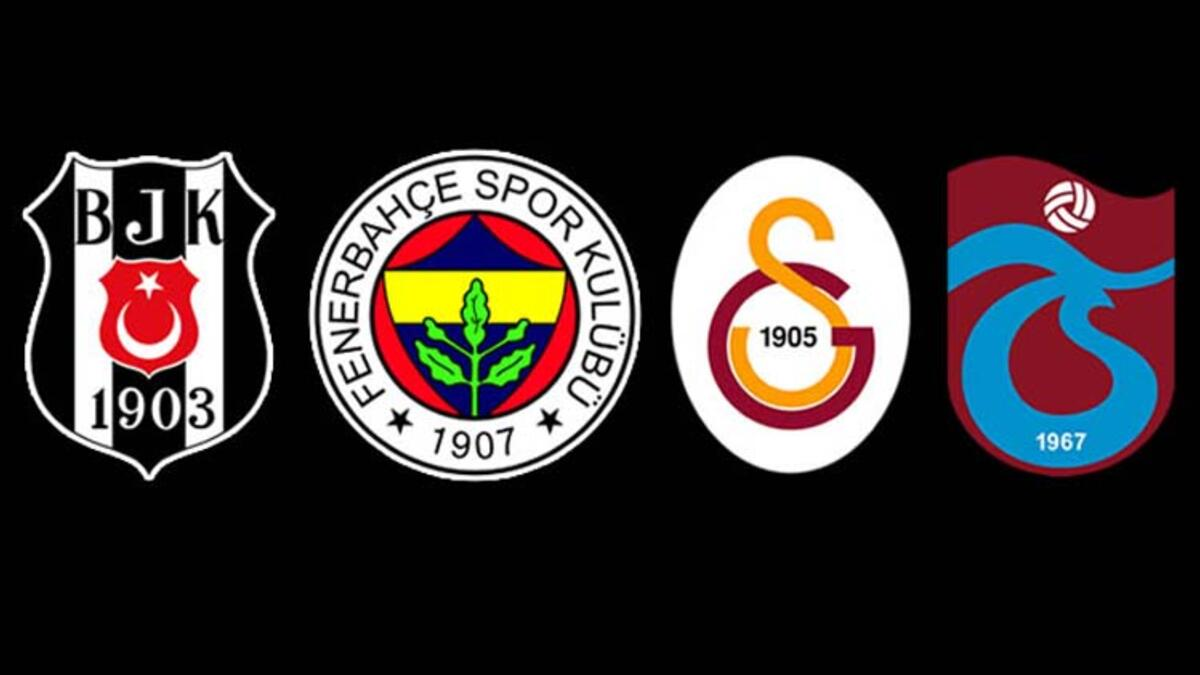 BJK
1903
FENERBAHÇE SPOR KULÜBÜ
1907
1905
1967